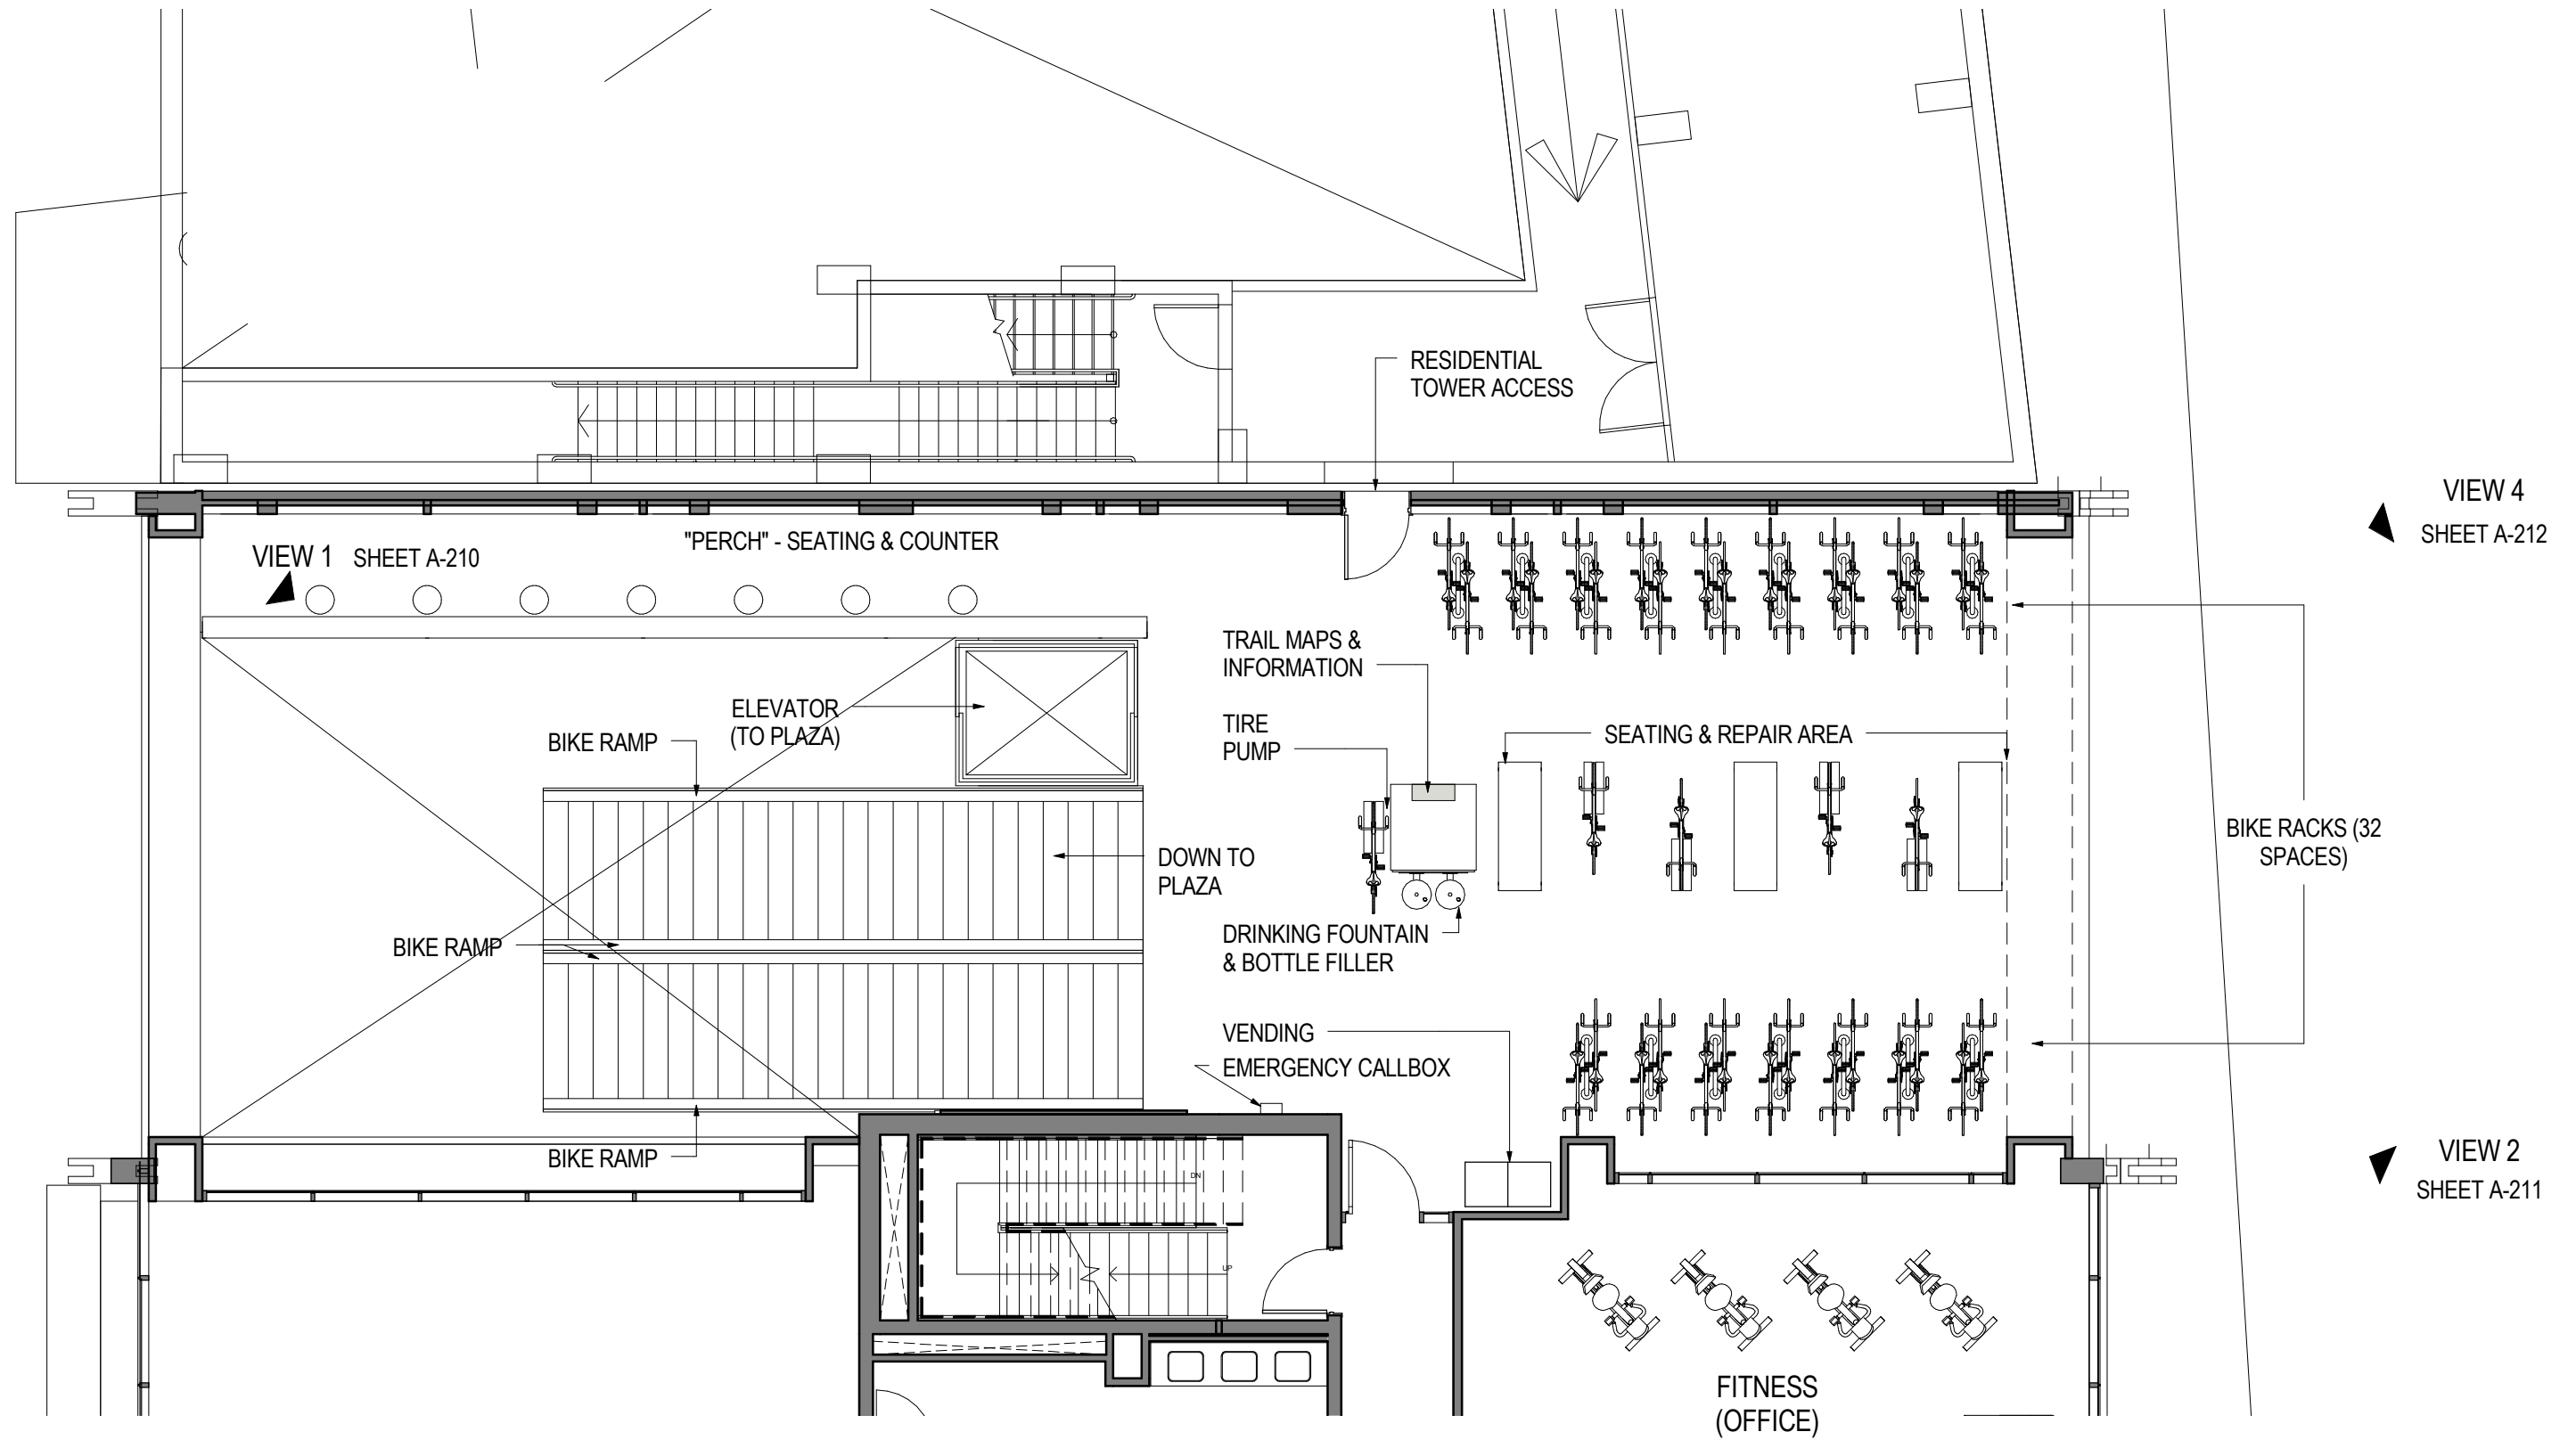 RESIDENTIAL
TOWER ACCESS
VIEW 4
SHEET A-212
"PERCH" - SEATING & COUNTER
VIEW 1 SHEET A-210
TRAIL MAPS &
INFORMATION
ELEVATOR
(TO PLAZA)
BIKE RAMP
TIRE
PUMP
SEATING & REPAIR AREA
BIKE RACKS (32
SPACES)
DOWN TO
PLAZA
BIKE RAMP
DRINKING FOUNTAIN
& BOTTLE FILLER
VENDING
EMERGENCY CALLBOX
BIKE RAMP
VIEW 2
SHEET A-211
DN
UP
FITNESS
(OFFICE)